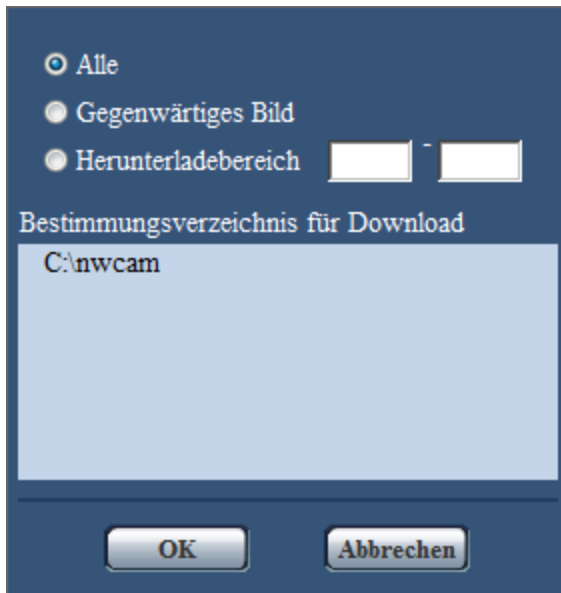 Alle
Gegenwärtiges Bild
Herunterladebereich -
Bestimmungsverzeichnis für Download
C:\nwcam
OK Abbrechen